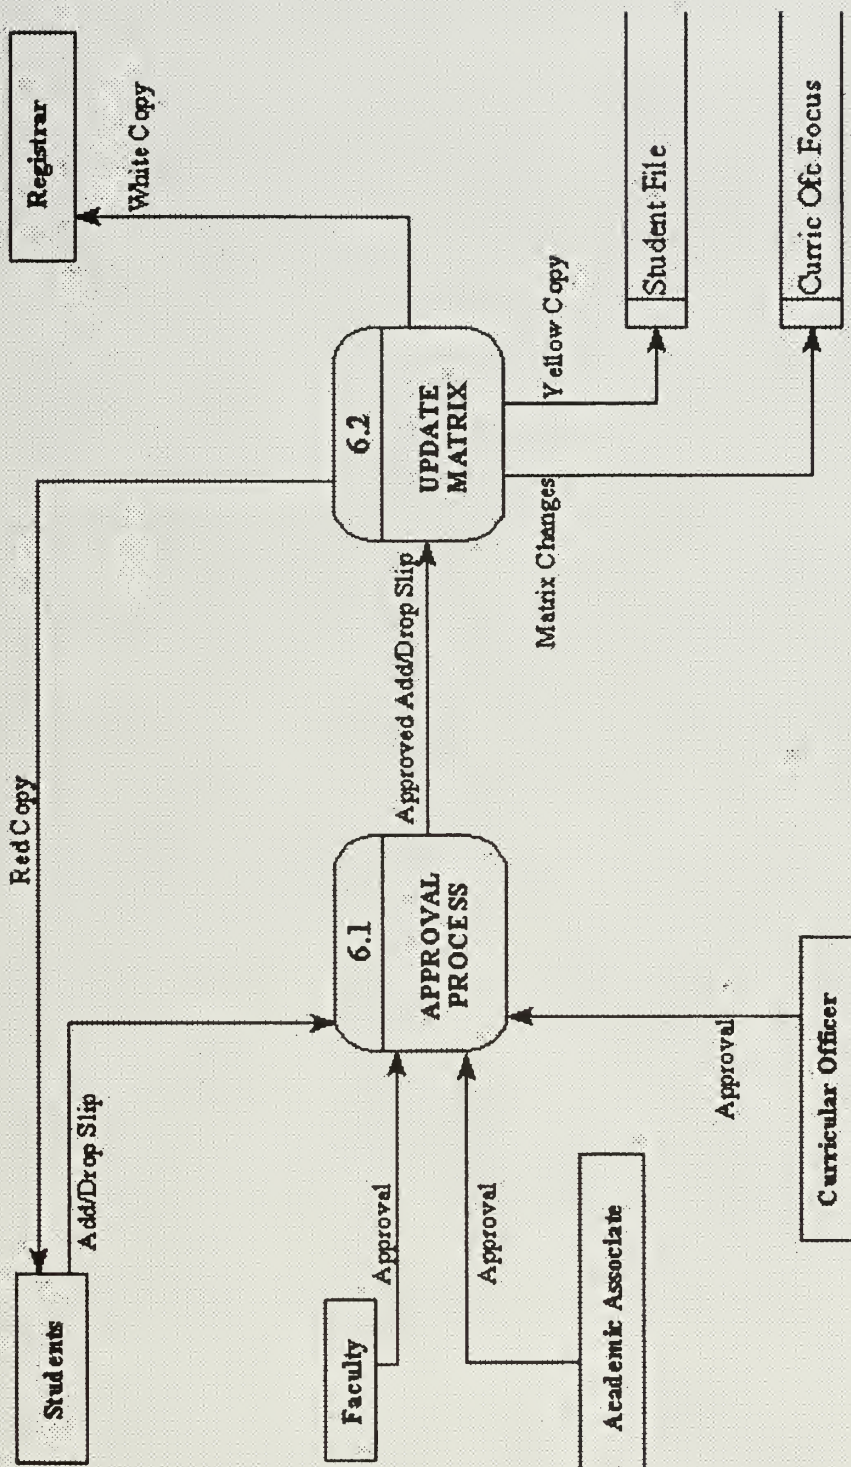 Red Copy
Students
Add/Drop Slip
Registrar
White Copy
Faculty
Approval
6.1
APPROVAL
PROCESS
Approved Add/Drop Slip
6.2
UPDATE
MATRIX
Academic Associate
Approval
Curricular Officer
Approval
Matrix Changes
Yellow Copy
Student File
Curric Ofc Focus